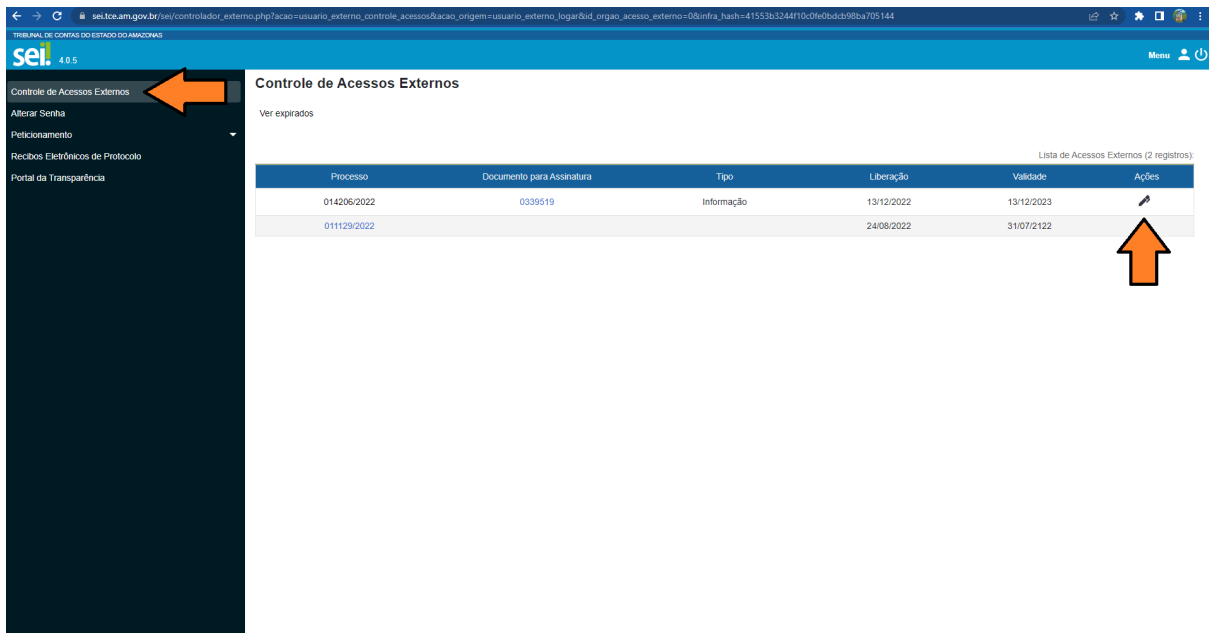 sei.tce.am.gov.br/sei/controlador_externo.php?acao=usuario_externo_controle_acessos&acao_origem=usuario_externo_logar&id_orgao_acesso_externo=0&infra_hash=41553b3244f10c0fe0bdcb98ba705144
TRIBUNAL DE CONTAS DO ESTADO DO AMAZONAS
sei! 4.0.5
Menu
Controle de Acessos Externos
Alterar Senha
Peticionamento
Recibos Eletrônicos de Protocolo
Portal da Transparência
Controle de Acessos Externos
Ver expirados
Lista de Acessos Externos (2 registros):
Processo Documento para Assinatura Tipo Liberação Validade Ações
014206/2022 0339519 Informação 13/12/2022 13/12/2023
011129/2022 24/08/2022 31/07/2122